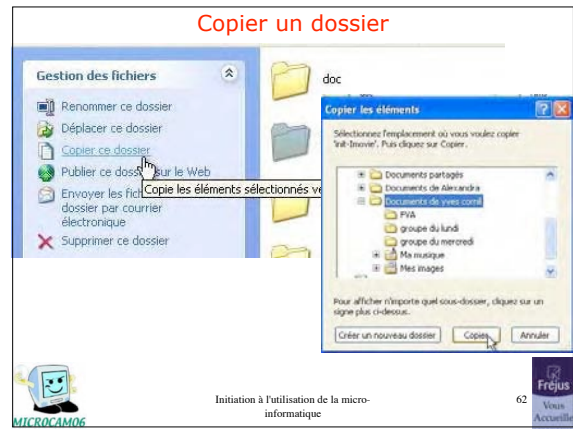 Copier un dossier
Gestion des fichiers
Renommer ce dossier
Déplacer ce dossier
Copier ce dossier
Publier ce dossier sur le Web
Envoyer les fich
dossier par courrier
électronique
Supprimer ce dossier
Copie les éléments sélectionnés ve
doc
Copier les éléments
Sélectionnez l'emplacement où vous voulez copier
'init-Imovie'. Puis cliquez sur Copier.
Documents partagés
Documents de Alexandra
Documents de yves cornil
PVA
groupe du lundi
groupe du mercredi
Ma musique
Mes images
Pour afficher n'importe quel sous-dossier, cliquez sur un
signe plus ci-dessus.
Créer un nouveau dossier
Copier
Annuler
MICROCAM06
Initiation à l'utilisation de la micro-
informatique
62
Fréjus
Vous
Accueille